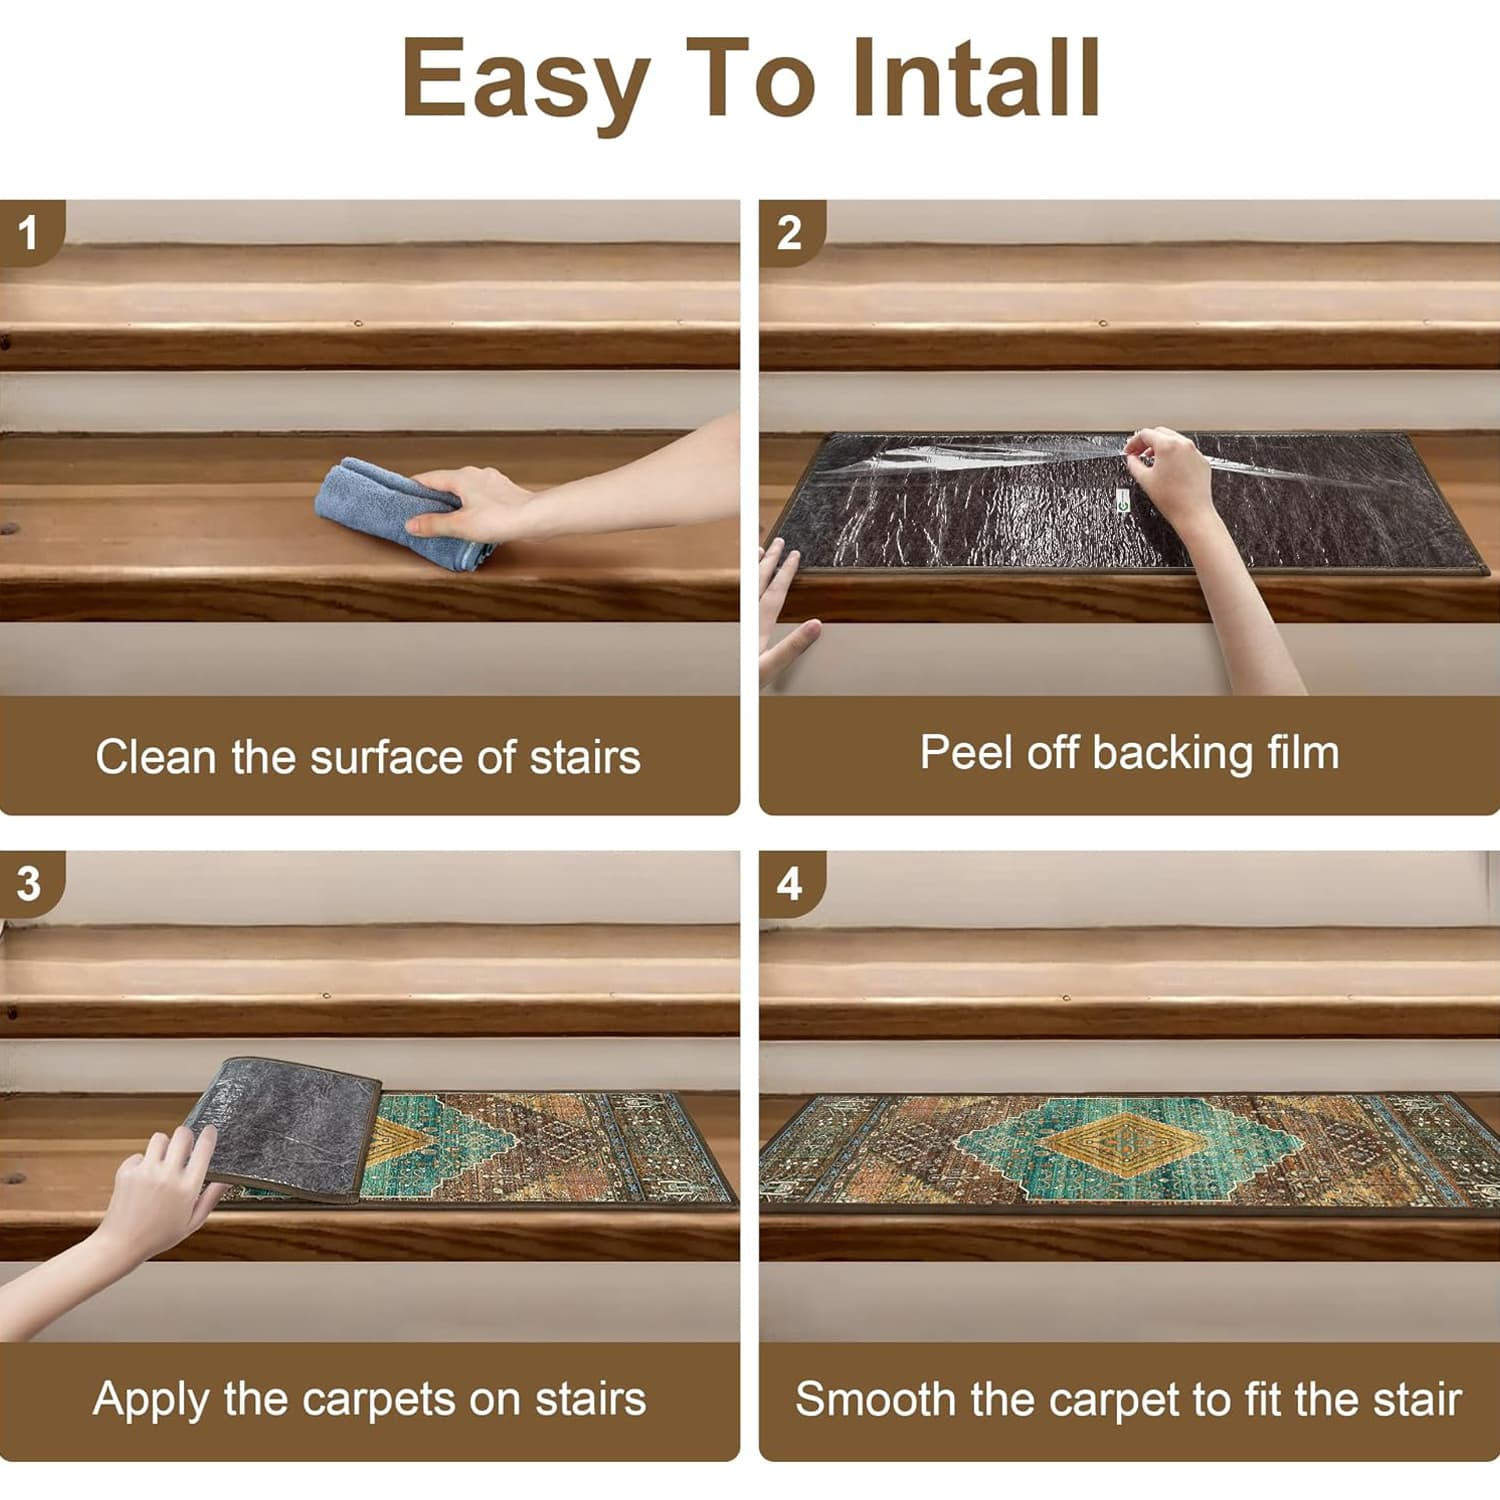 Easy To Intall
1
2
Clean the surface of stairs
Peel off backing film
3
4
Apply the carpets on stairs
Smooth the carpet to fit the stair